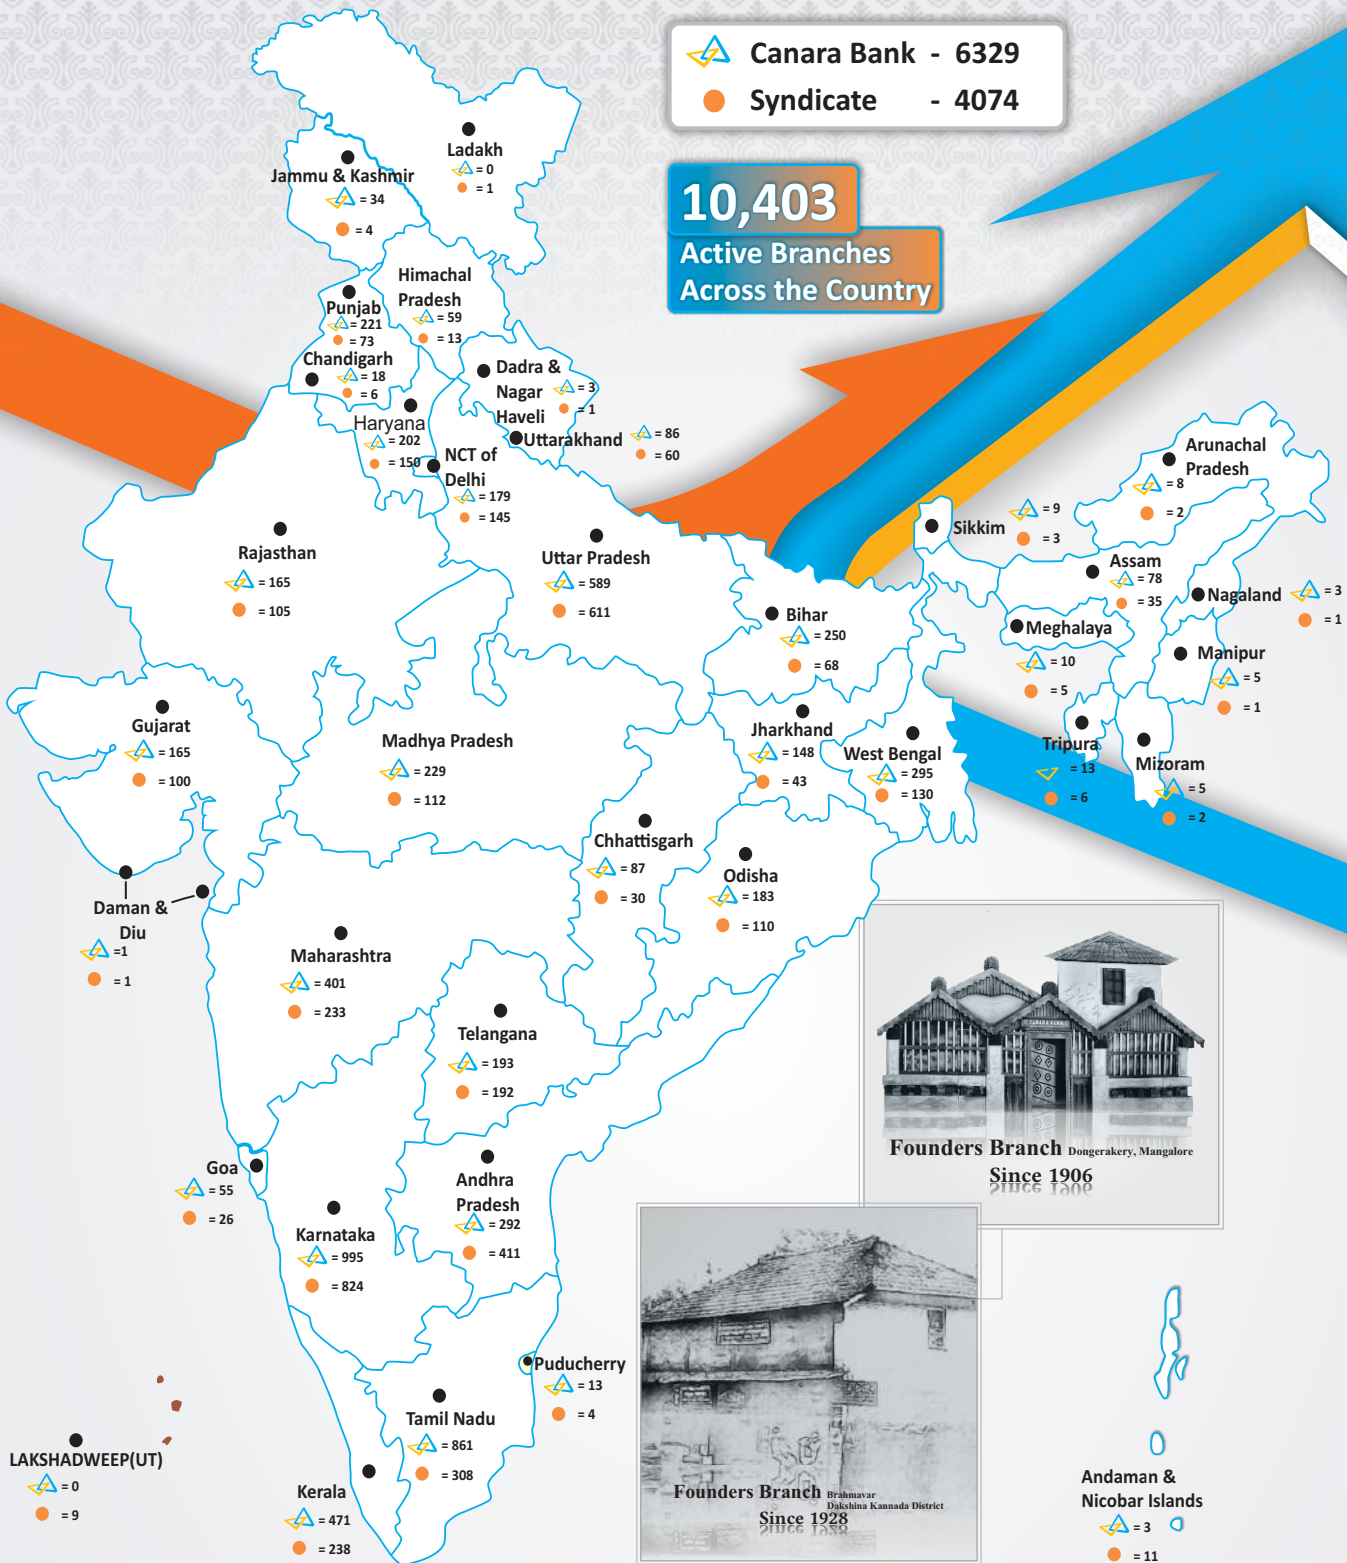 Canara Bank - 6329
Syndicate - 4074
10,403
Active Branches
Across the Country
Ladakh
= 0
= 1
Jammu & Kashmir
= 34
= 4
Himachal
Pradesh
= 59
= 13
Punjab
= 221
= 73
Chandigarh
= 18
= 6
Dadra &
Nagar
Haveli
= 3
= 1
Haryana
= 202
= 150
Uttarakhand
= 86
= 60
NCT of
Delhi
= 179
= 145
Rajasthan
= 165
= 105
Uttar Pradesh
= 589
= 611
Bihar
= 250
= 68
Sikkim
= 9
= 3
Arunachal
Pradesh
= 8
= 2
Assam
= 78
= 35
Nagaland
= 3
= 1
Meghalaya
= 10
= 5
Manipur
= 5
= 1
Tripura
= 13
= 6
Mizoram
= 5
= 2
Gujarat
= 165
= 100
Madhya Pradesh
= 229
= 112
Jharkhand
= 148
= 43
West Bengal
= 295
= 130
Chhattisgarh
= 87
= 30
Odisha
= 183
= 110
Daman &
Diu
=1
= 1
Maharashtra
= 401
= 233
Telangana
= 193
= 192
CANARA BANK
Founders Branch Dongerakery, Mangalore
Since 1906
Goa
= 55
= 26
Andhra
Pradesh
= 292
= 411
Karnataka
= 995
= 824
Puducherry
= 13
= 4
Tamil Nadu
= 861
= 308
LAKSHADWEEP(UT)
= 0
= 9
Kerala
= 471
= 238
Founders Branch Brahmavar
Dakshina Kannada District
Since 1928
Andaman &
Nicobar Islands
= 3
= 11